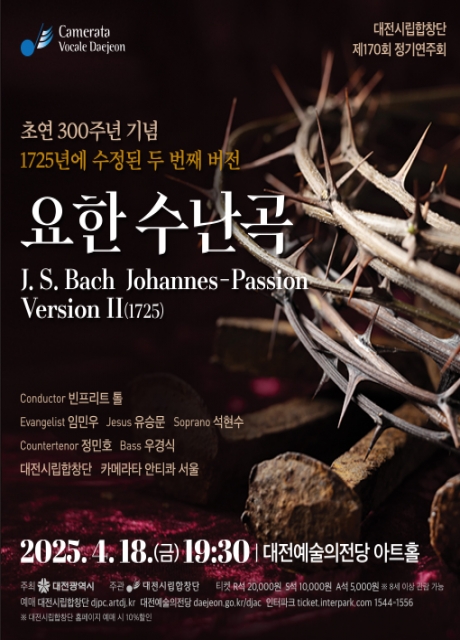 Camerata
Vocale Daejeon
대전시립합창단
제170회 정기연주회
초연 300주년 기념
1725년에 수정된 두 번째 버전
요한 수난곡
J. S. Bach Johannes-Passion
Version II(1725)
Conductor 빈프리트 톨
Evangelist 임민우 Jesus 유승문 Soprano 석현수
Countertenor 정민호 Bass 우경식
대전시립합창단 카메라타 안티콰 서울
2025. 4. 18.(금) 19:30 | 대전예술의전당 아트홀
주최 대전광역시 주관 대전시립합창단 티켓 R석 20,000원 S석 10,000원 A석 5,000원 ※ 8세 이상 관람 가능
예매 대전시립합창단 djpc.artdj.kr 대전예술의전당 daejeon.go.kr/djac 인터파크 ticket.interpark.com 1544-1556
※ 대전시립합창단 홈페이지 예매 시 10%할인